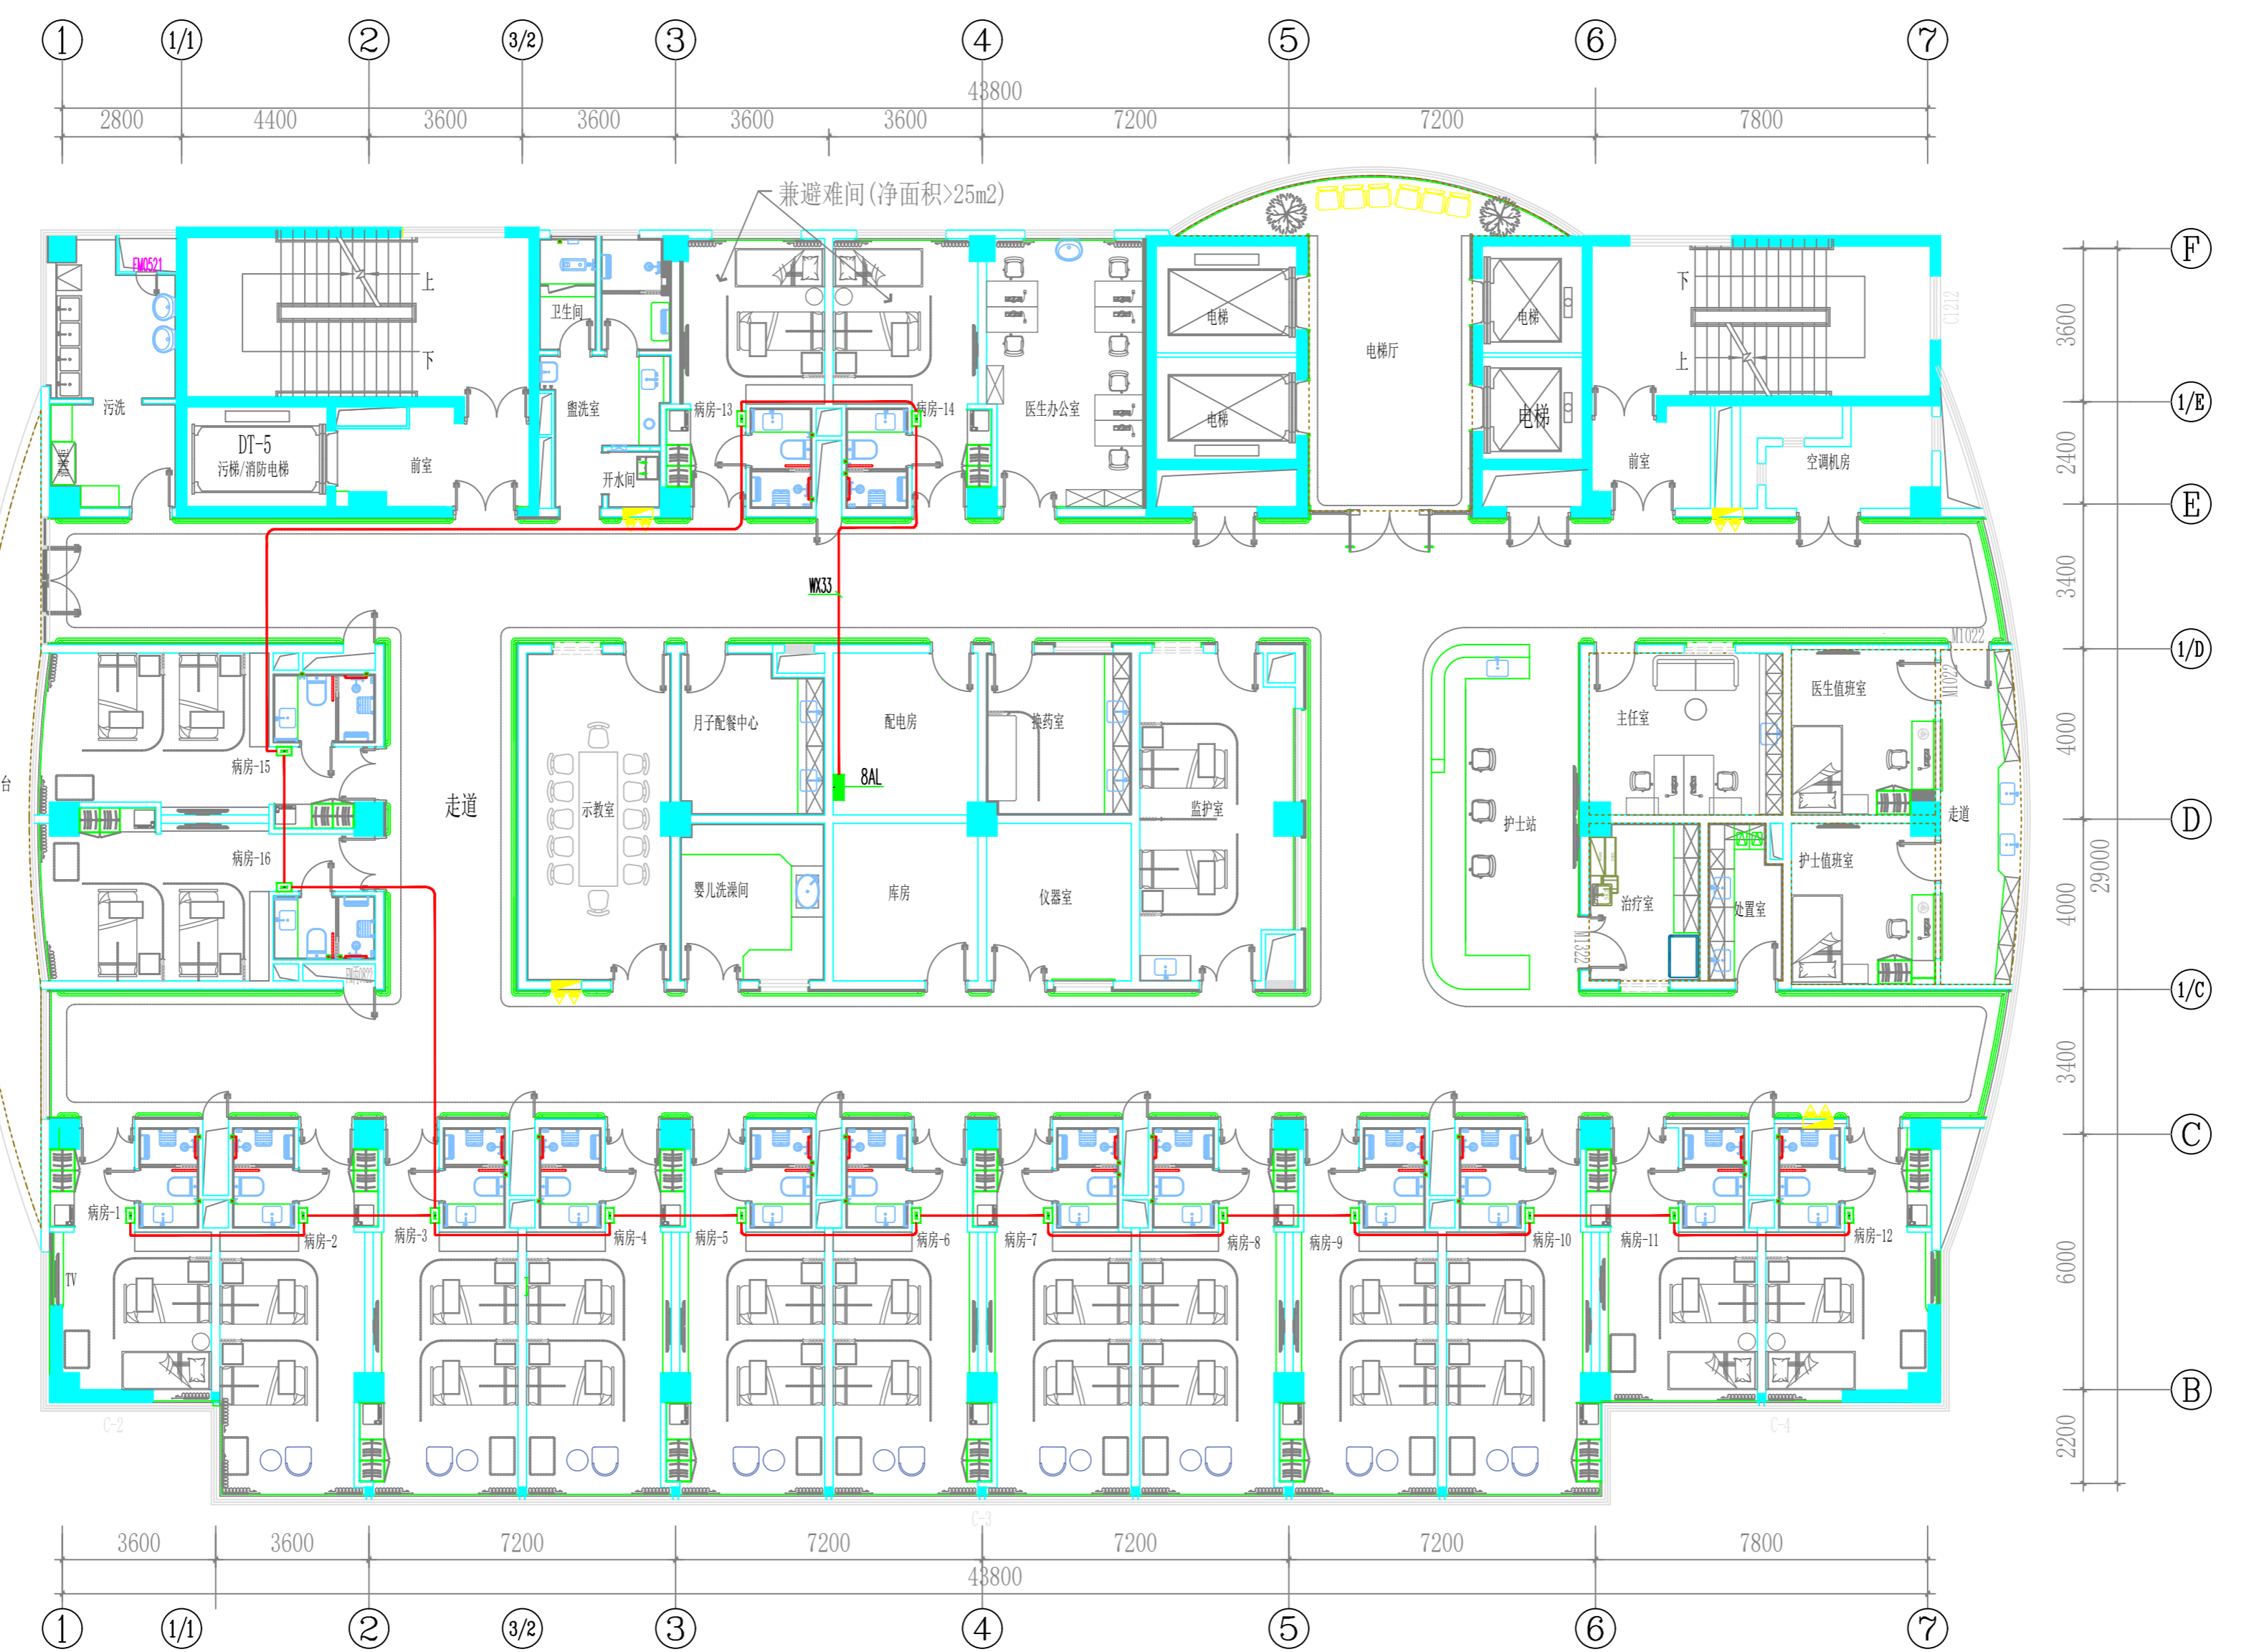 1 1/1 2 3/2 3 4 5 6 7
43800
2800 4400 3600 3600 3600 3600 7200 7200 7800
兼避难间(净面积>25m2)
F
FM0521
上
下
C1212
3600
卫生间
电梯
电梯
电梯厅
下
上
污洗
盥洗室
病房-13
病房-14
医生办公室
电梯
电梯
1/E
DT-5
污梯/消防电梯
前室
开水间
前室
空调机房
2400
E
WX33
3400
M1022
1/D
M1022
医生值班室
主任室
月子配餐中心
配电房
换药室
4000
病房-15
8AL
台
走道
示教室
监护室
护士站
走道
D
病房-16
护士值班室
29000
婴儿洗澡间
库房
仪器室
治疗室
处置室
4000
M1322
1/C
3400
C
病房-1
病房-2
病房-3
病房-4
病房-5
病房-6
病房-7
病房-8
病房-9
病房-10
病房-11
病房-12
6000
TV
B
C-2
C-4
2200
C-3
3600 3600 7200 7200 7200 7200 7800
43800
1 1/1 2 3/2 3 4 5 6 7